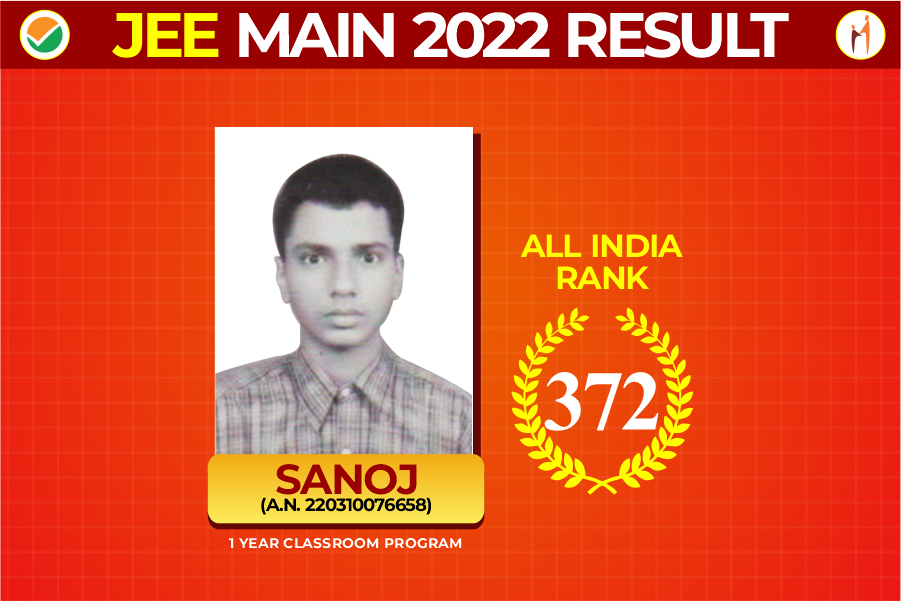 JEE MAIN 2022 RESULT
ALL INDIA
RANK
372
SANOJ
(A.N. 220310076658)
1 YEAR CLASSROOM PROGRAM